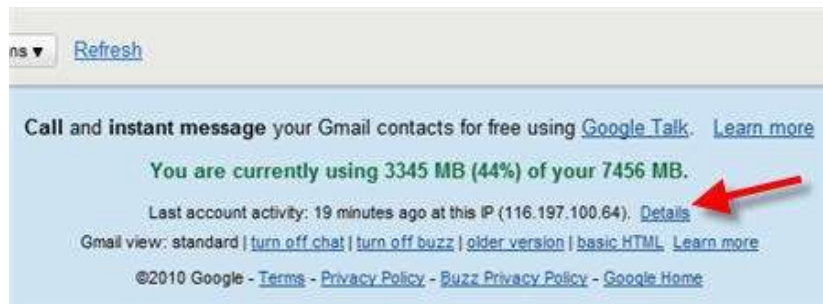 ns ▼ Refresh
Call and instant message your Gmail contacts for free using Google Talk. Learn more
You are currently using 3345 MB (44%) of your 7456 MB.
Last account activity: 19 minutes ago at this IP (116.197.100.64). Details
Gmail view: standard | turn off chat | turn off buzz | older version | basic HTML Learn more
©2010 Google - Terms - Privacy Policy - Buzz Privacy Policy - Google Home